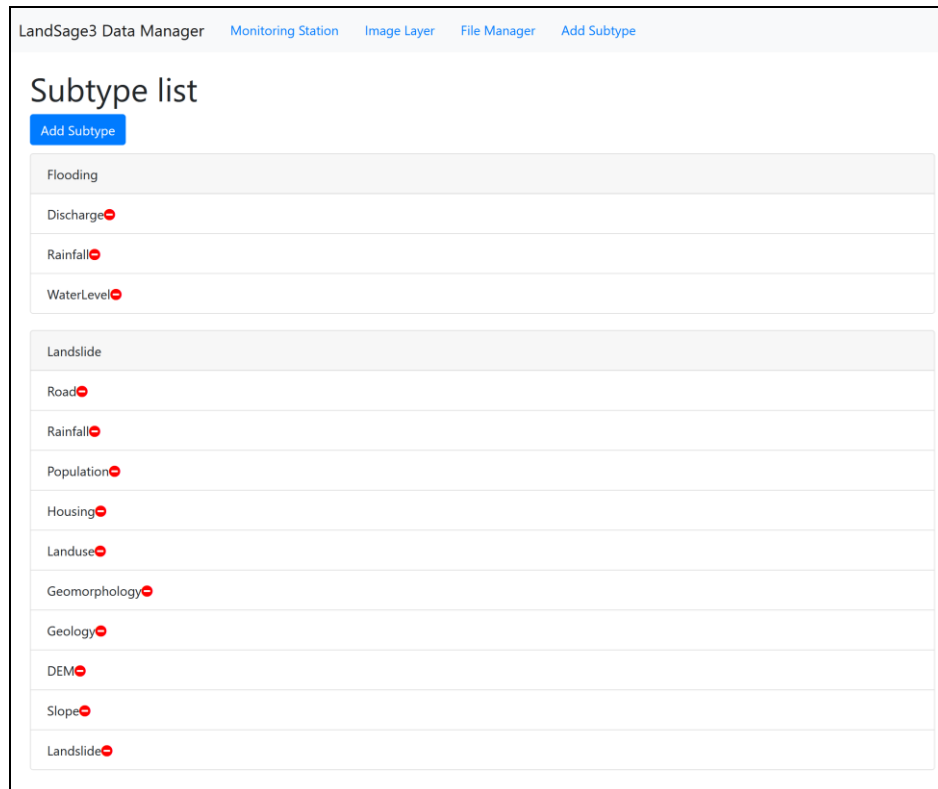 LandSage3 Data Manager Monitoring Station Image Layer File Manager Add Subtype
Subtype list
Add Subtype
Flooding
Discharge
Rainfall
WaterLevel
Landslide
Road
Rainfall
Population
Housing
Landuse
Geomorphology
Geology
DEM
Slope
Landslide